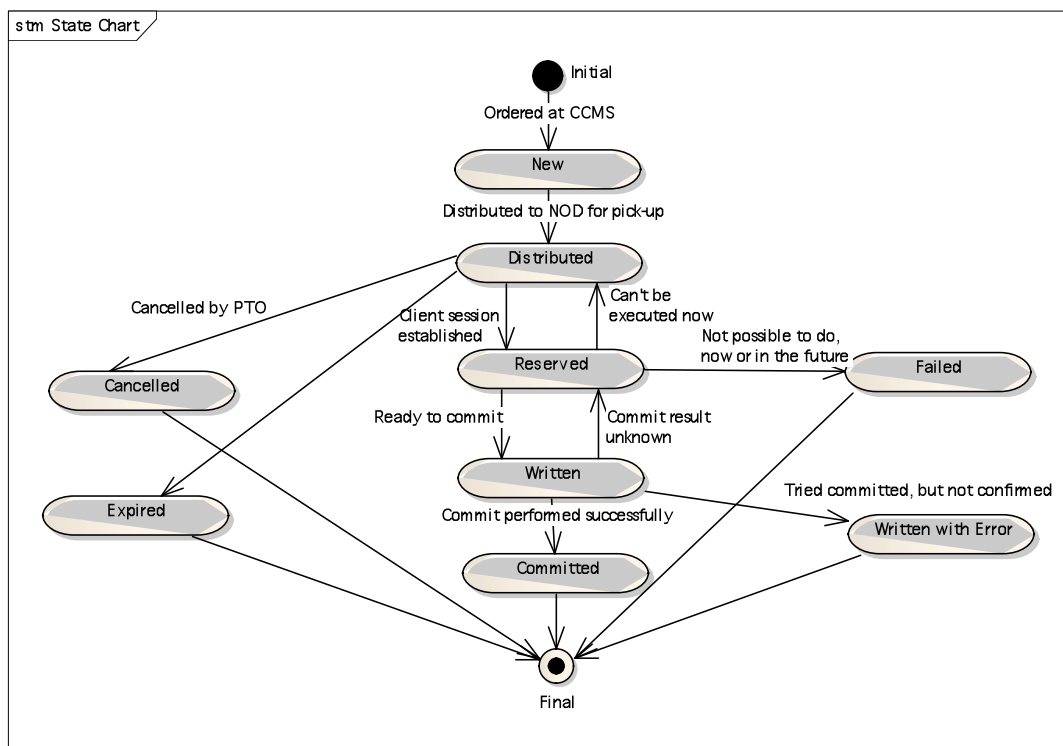 stm State Chart
Initial
Ordered at CCMS
New
Distributed to NOD for pick-up
Distributed
Cancelled by PTO
Client session
established
Can't be
executed now
Not possible to do,
now or in the future
Reserved
Failed
Cancelled
Ready to commit
Commit result
unknown
Written
Tried committed, but not confirmed
Expired
Commit performed successfully
Written with Error
Committed
Final